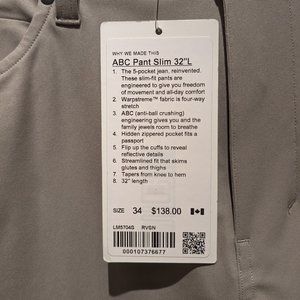 WHY WE MADE THIS
ABC Pant Slim 32"L
1. The 5-pocket jean, reinvented.
These slim-fit pants are
engineered to give you freedom
of movement and all-day comfort
2. Warpstreme™ fabric is four-way
stretch
3. ABC (anti-ball crushing)
engineering gives you and the
family jewels room to breathe
4. Hidden zippered pocket fits a
passport
5. Flip up the cuffs to reveal
reflective details
6. Streamlined fit that skims
glutes and thighs
7. Tapers from knee to hem
8. 32" length
SIZE 34 $138.00
LM5704S RVGN
000107376677